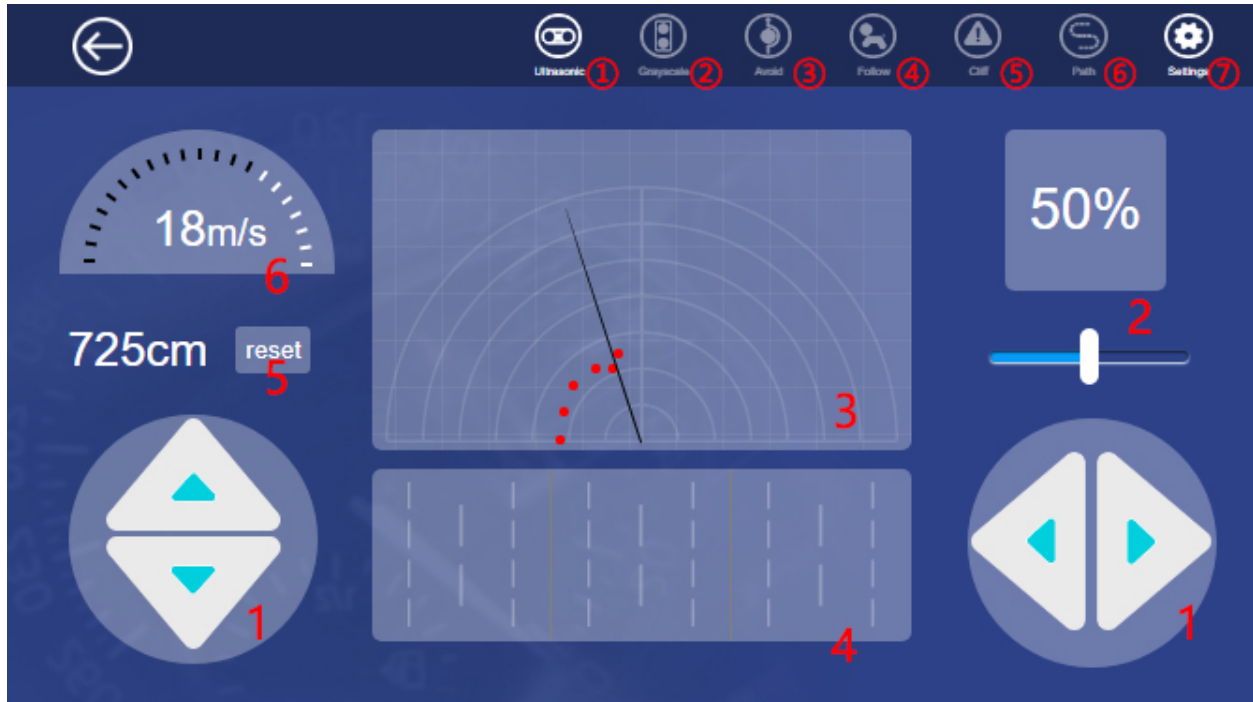 Ultrasonic ①
Grayscale ②
Avoid ③
Follow ④
Cliff ⑤
Path ⑥
Settings ⑦
18m/s
6
50%
2
725cm
reset
5
3
1
4
1